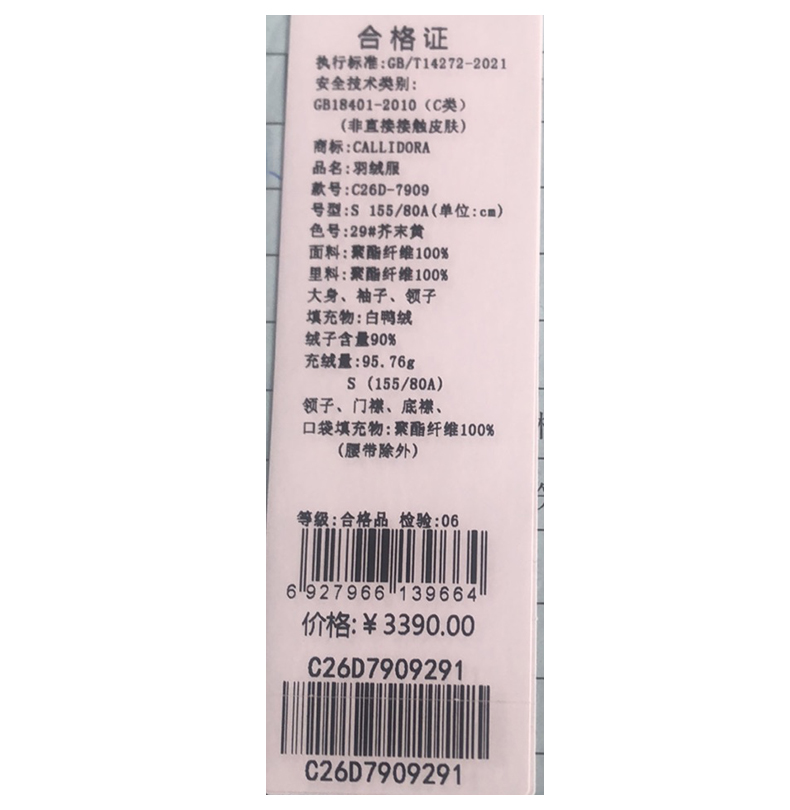 合格证
执行标准:GB/T14272-2021
安全技术类别:
GB18401-2010（C类）
(非直接接触皮肤)
商标:CALLIDORA
品名:羽绒服
款号:C26D-7909
号型:S 155/80A(单位:cm)
色号:29#芥末黄
面料:聚酯纤维100%
里料:聚酯纤维100%
大身、袖子、领子
填充物:白鸭绒
绒子含量90%
充绒量:95.76g
S (155/80A)
领子、门襟、底襟、
口袋填充物:聚酯纤维100%
(腰带除外)
等级:合格品 检验:06
6 927966 139664
价格:¥3390.00
C26D7909291
C26D7909291